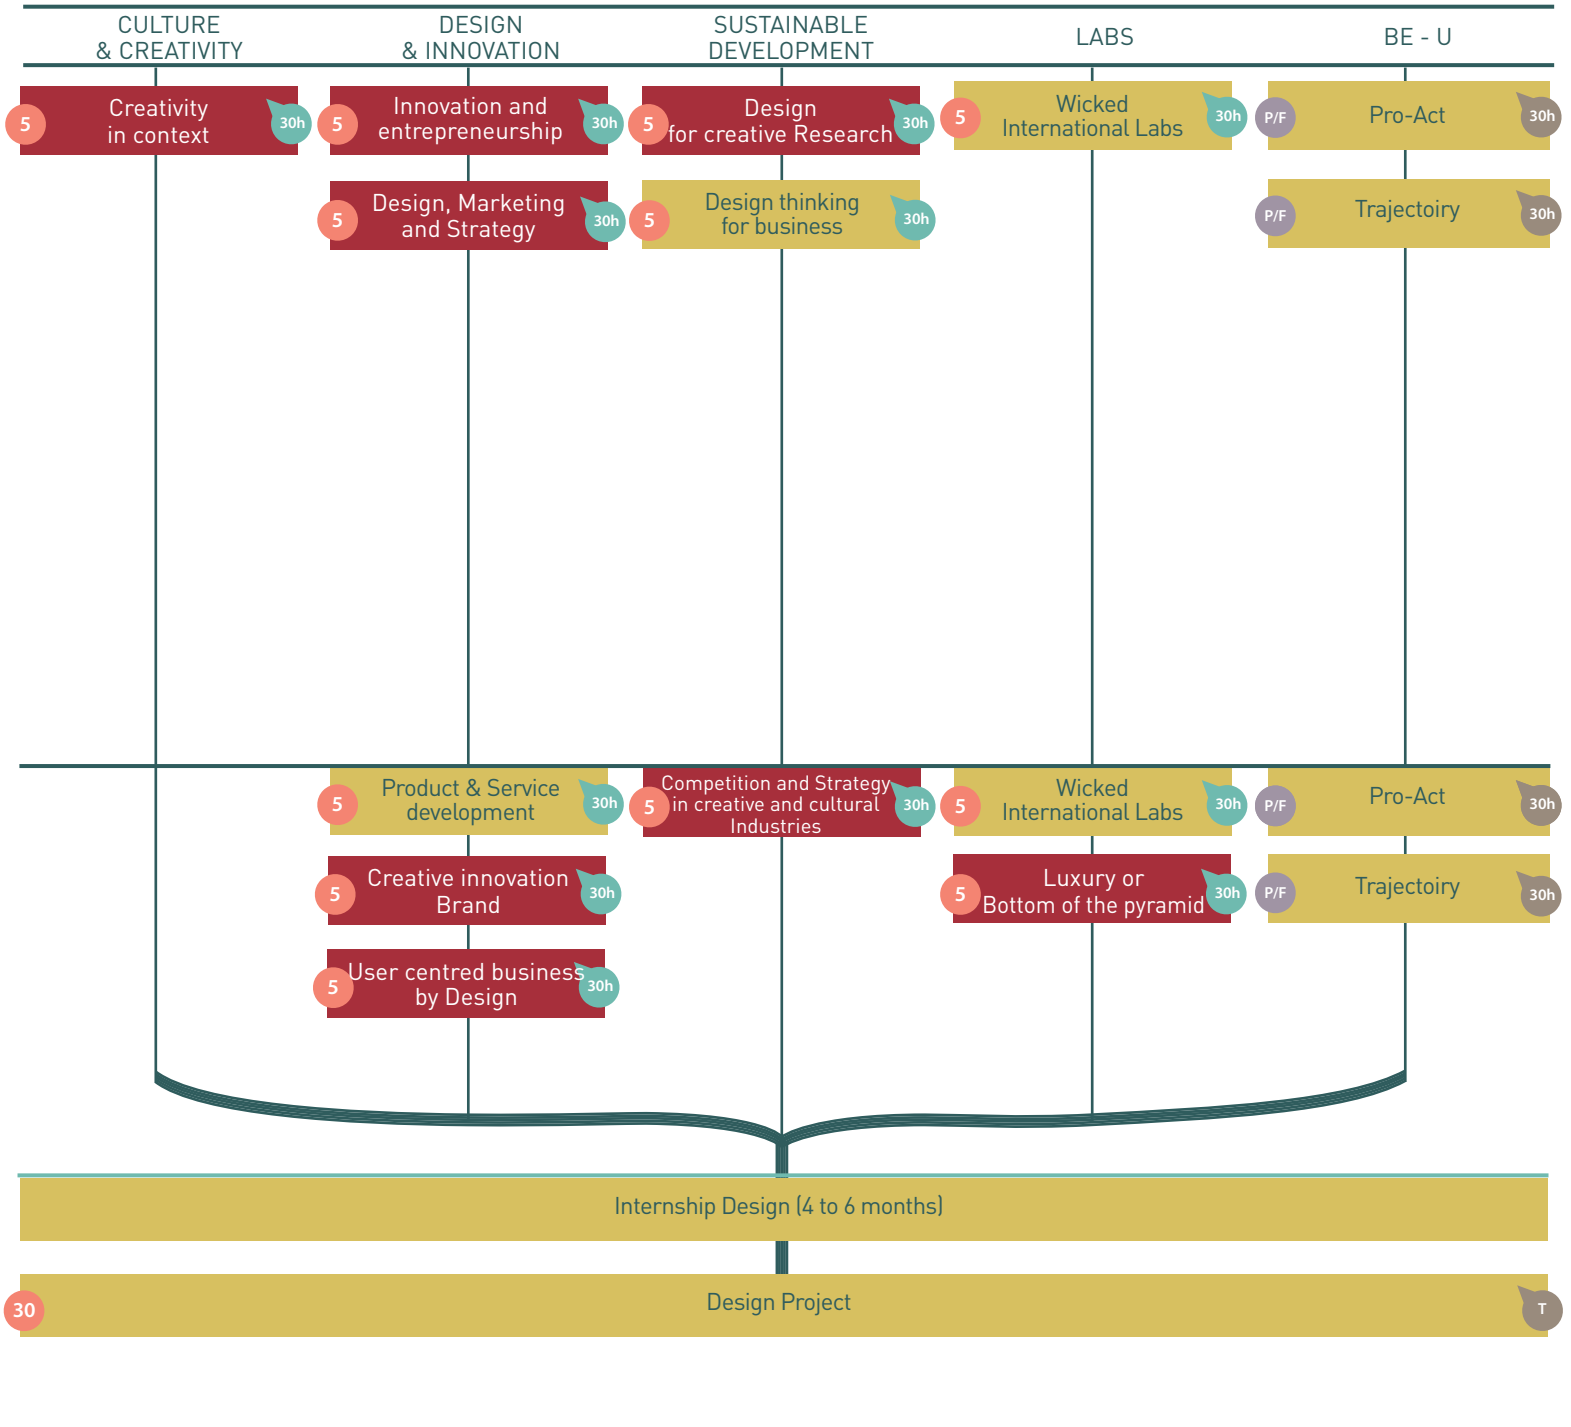 CULTURE
& CREATIVITY
DESIGN
& INNOVATION
SUSTAINABLE
DEVELOPMENT
LABS
BE - U
5
Creativity
in context
30h
5
Innovation and
entrepreneurship
30h
5
Design
for creative Research
30h
5
Wicked
International Labs
30h
P/F
Pro-Act
30h
5
Design, Marketing
and Strategy
30h
5
Design thinking
for business
30h
P/F
Trajectoiry
30h
5
Product & Service
development
30h
5
Competition and Strategy
in creative and cultural
Industries
30h
5
Wicked
International Labs
30h
P/F
Pro-Act
30h
5
Creative innovation
Brand
30h
5
Luxury or
Bottom of the pyramid
30h
P/F
Trajectoiry
30h
5
User centred business
by Design
30h
Internship Design (4 to 6 months)
30
Design Project
T